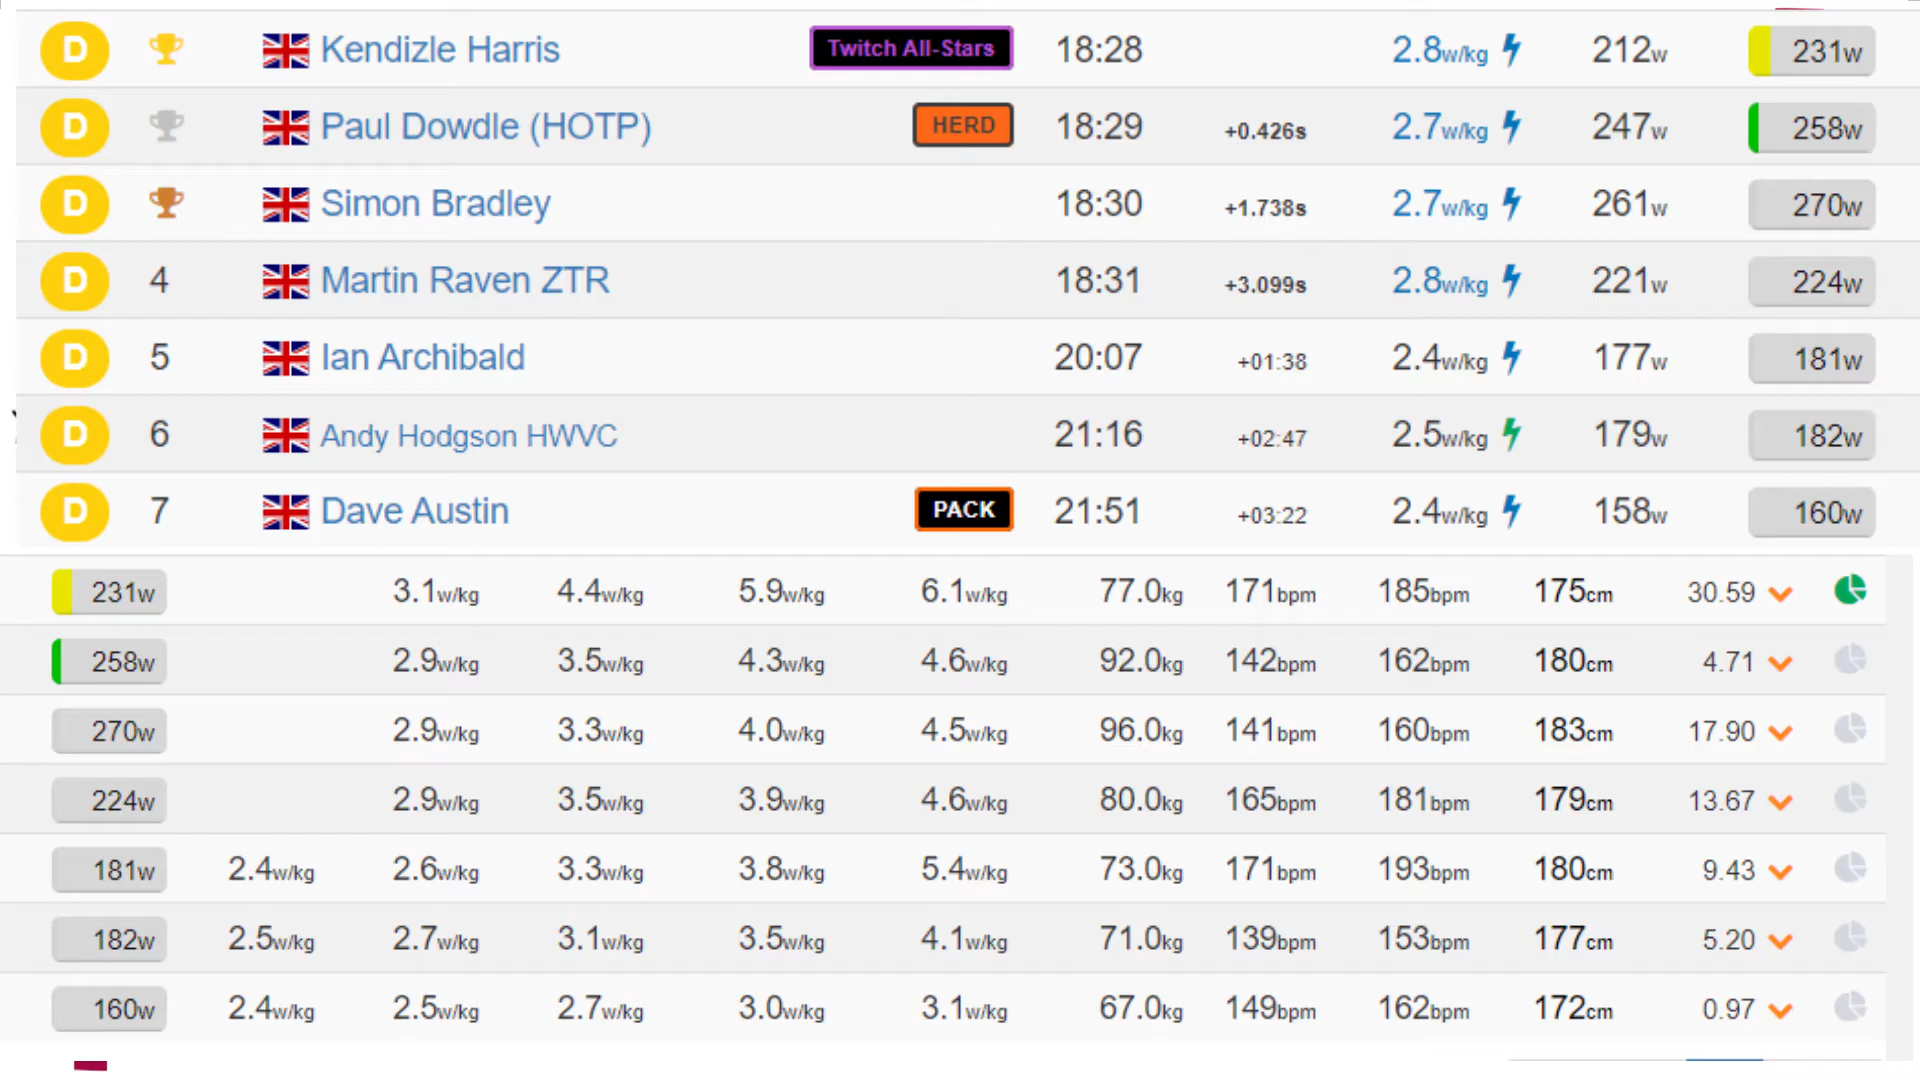 D Kendizle Harris Twitch All-Stars 18:28 2.8w/kg 212w 231w
D Paul Dowdle (HOTP) HERD 18:29 +0.426s 2.7w/kg 247w 258w
D Simon Bradley 18:30 +1.738s 2.7w/kg 261w 270w
D 4 Martin Raven ZTR 18:31 +3.099s 2.8w/kg 221w 224w
D 5 Ian Archibald 20:07 +01:38 2.4w/kg 177w 181w
D 6 Andy Hodgson HWVC 21:16 +02:47 2.5w/kg 179w 182w
D 7 Dave Austin PACK 21:51 +03:22 2.4w/kg 158w 160w
231w 3.1w/kg 4.4w/kg 5.9w/kg 6.1w/kg 77.0kg 171bpm 185bpm 175cm 30.59
258w 2.9w/kg 3.5w/kg 4.3w/kg 4.6w/kg 92.0kg 142bpm 162bpm 180cm 4.71
270w 2.9w/kg 3.3w/kg 4.0w/kg 4.5w/kg 96.0kg 141bpm 160bpm 183cm 17.90
224w 2.9w/kg 3.5w/kg 3.9w/kg 4.6w/kg 80.0kg 165bpm 181bpm 179cm 13.67
181w 2.4w/kg 2.6w/kg 3.3w/kg 3.8w/kg 5.4w/kg 73.0kg 171bpm 193bpm 180cm 9.43
182w 2.5w/kg 2.7w/kg 3.1w/kg 3.5w/kg 4.1w/kg 71.0kg 139bpm 153bpm 177cm 5.20
160w 2.4w/kg 2.5w/kg 2.7w/kg 3.0w/kg 3.1w/kg 67.0kg 149bpm 162bpm 172cm 0.97